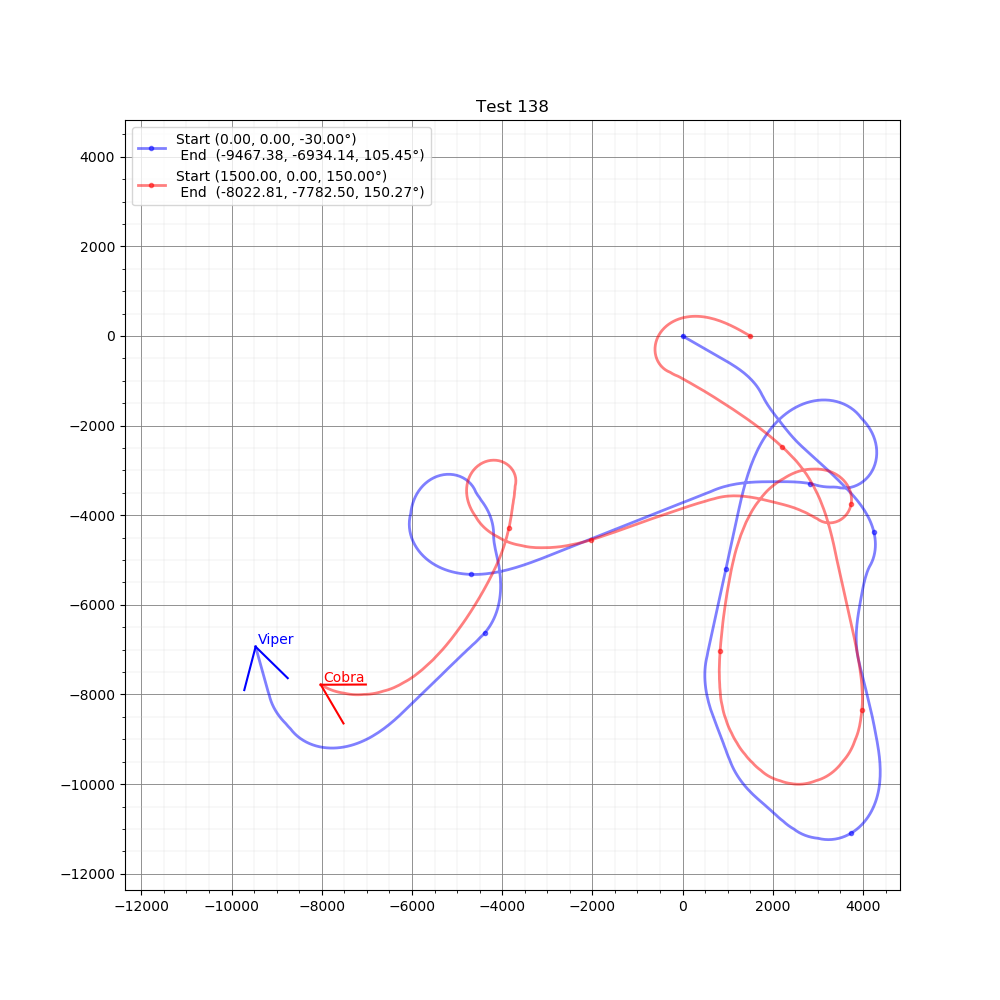 Test 138
Start (0.00, 0.00, -30.00°)
End (-9467.38, -6934.14, 105.45°)
Start (1500.00, 0.00, 150.00°)
End (-8022.81, -7782.50, 150.27°)
4000
2000
0
−2000
−4000
−6000
−8000
−10000
−12000
Viper
Cobra
−12000 −10000 −8000 −6000 −4000 −2000 0 2000 4000